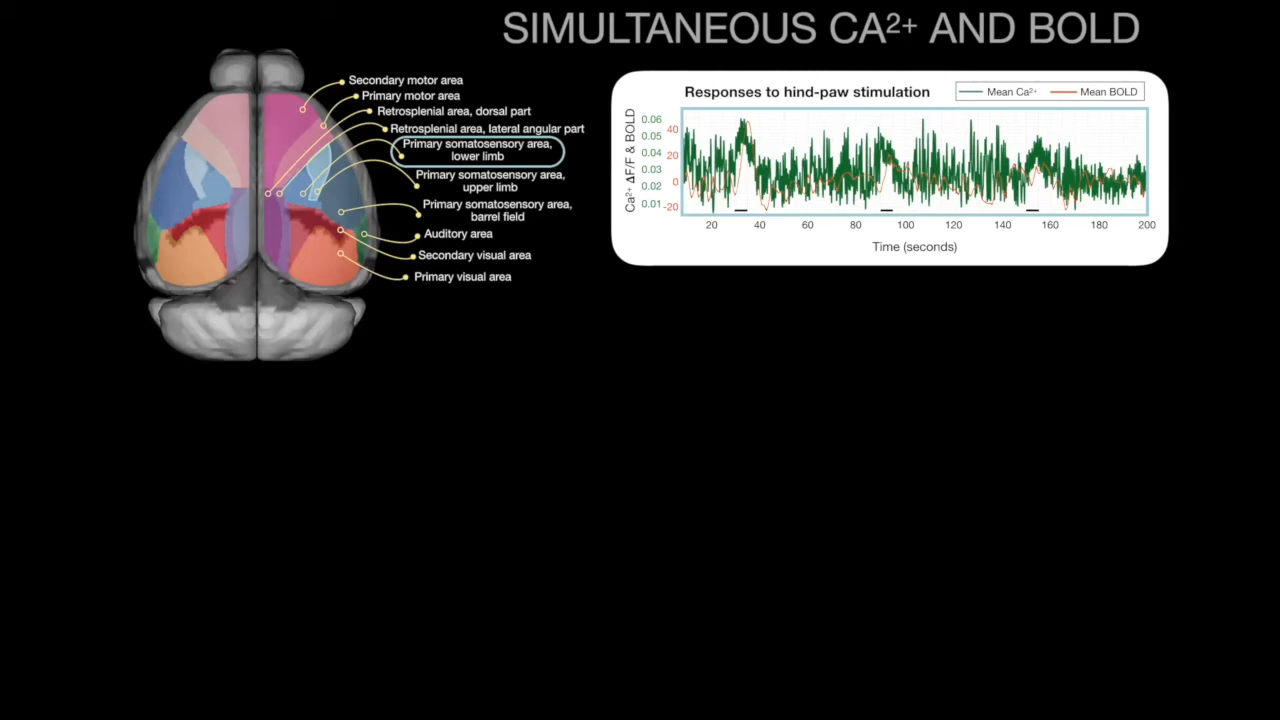 SIMULTANEOUS CA²⁺ AND BOLD
Secondary motor area
Primary motor area
Retrosplenial area, dorsal part
Retrosplenial area, lateral angular part
Primary somatosensory area,
lower limb
Primary somatosensory area,
upper limb
Primary somatosensory area,
barrel field
Auditory area
Secondary visual area
Primary visual area
Responses to hind-paw stimulation
Mean Ca²⁺
Mean BOLD
Ca²⁺ ΔF/F & BOLD
0.06
0.05
0.04
0.03
0.02
0.01
40
20
0
-20
20 40 60 80 100 120 140 160 180 200
Time (seconds)